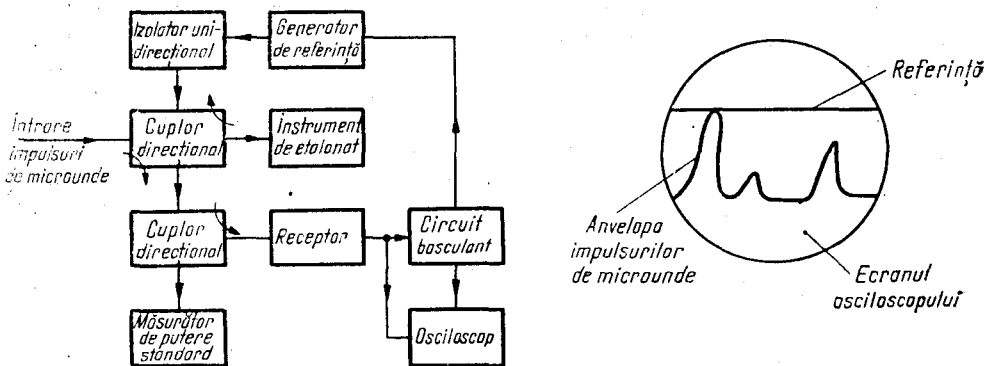 Izolator uni-
direcțional
Generator
de referință
Intrare
impulsuri
de microunde
Cuplor
direcțional
Instrument
de etalonat
Cuplor
direcțional
Receptor
Circuit
basculant
Măsurător
de putere
standard
Osciloscop
Referință
Anvelopa
impulsurilor
de microunde
Ecranul
osciloscopului